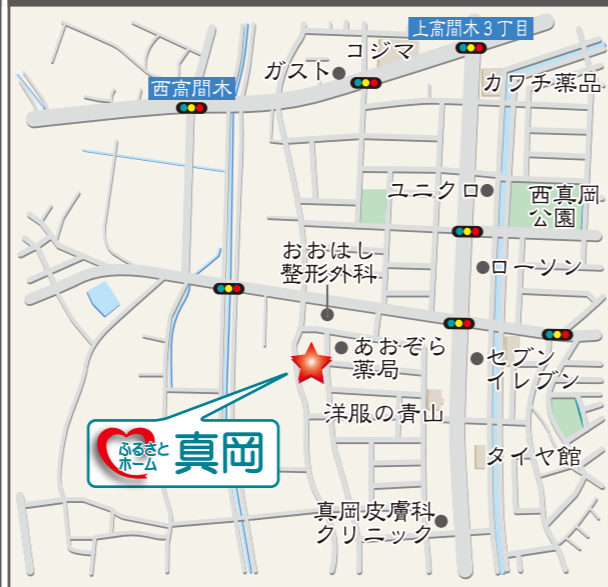 上高間木3丁目
コジマ
ガスト
カワチ薬品
西高間木
ユニクロ
西真岡
公園
おおはし
整形外科
ローソン
あおぞら
薬局
セブン
イレブン
洋服の青山
ふるさと
ホーム 真岡
タイヤ館
真岡皮膚科
クリニック